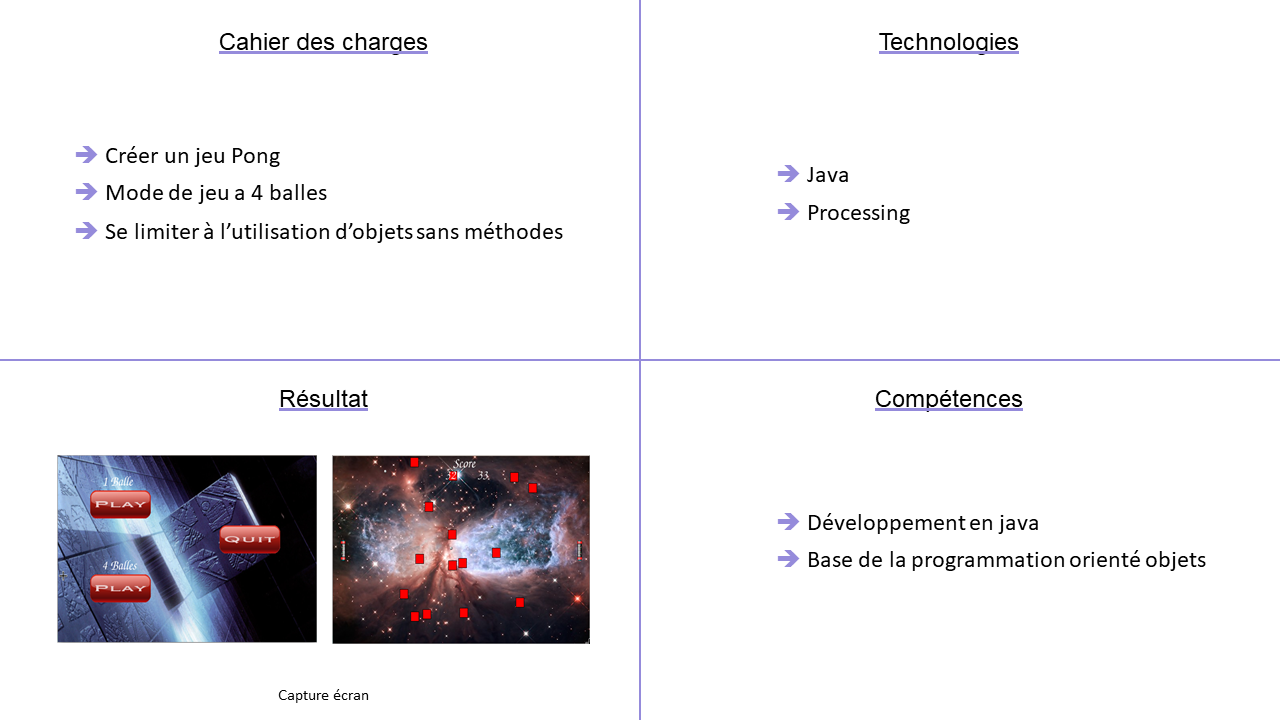 Cahier des charges
Créer un jeu Pong
Mode de jeu a 4 balles
Se limiter à l’utilisation d’objets sans méthodes
Technologies
Java
Processing
Résultat
1 Balle
PLAY
QUIT
4 Balles
PLAY
Score
33
Capture écran
Compétences
Développement en java
Base de la programmation orienté objets